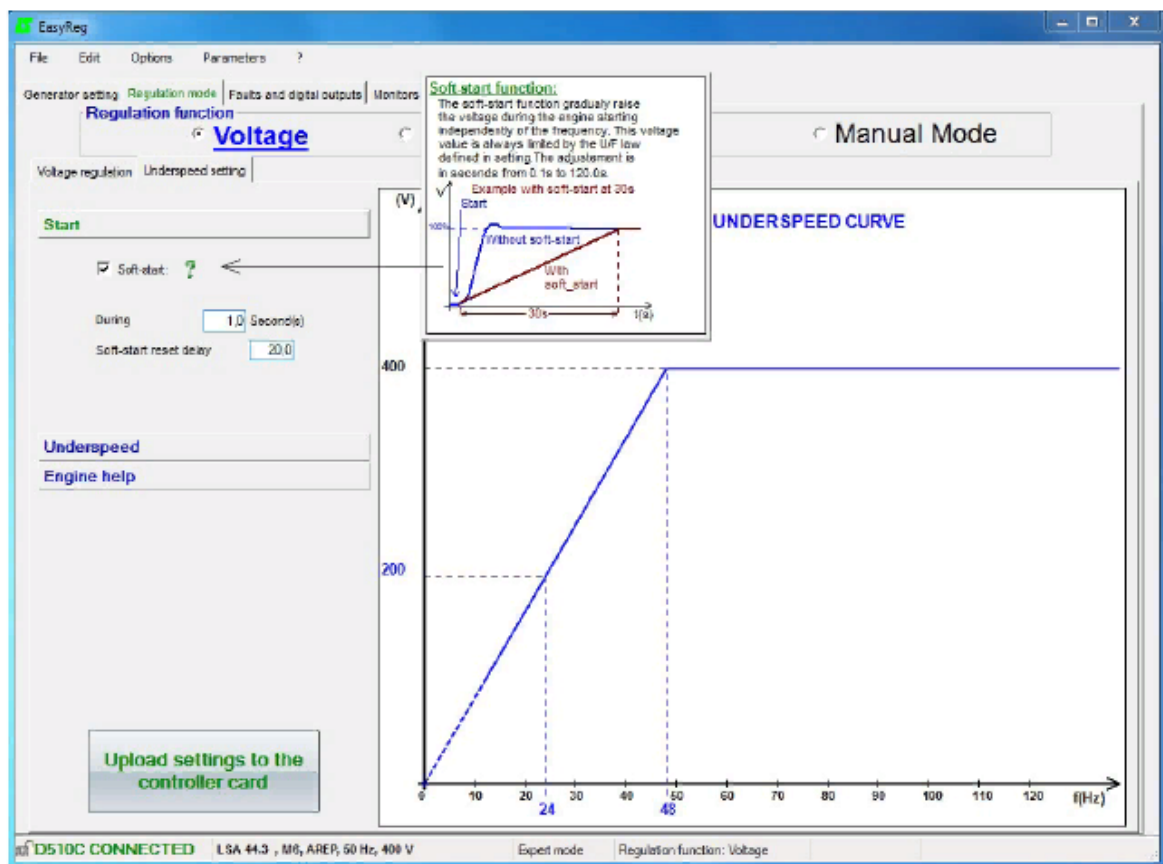 EasyReg
File Edit Options Parameters ?
Generator setting Regulation mode Faults and digital outputs Monitors
Regulation function
Voltage
Manual Mode
Voltage regulation Underspeed setting
Soft-start function:
The soft-start function gradualy raise
the voltage during the engine starting
independently of the frequency. This voltage
value is always limited by the U/F law
defined in setting.The adjustement is
in seconds from 0.1s to 120.0s.
V
Example with soft-start at 30s
Start
100%
Without soft-start
With
soft_start
30s
t(s)
Start
Soft-start: ?
During 1,0 Second(s)
Soft-start reset delay 20,0
Underspeed
Engine help
Upload settings to the
controller card
(V)
UNDERSPEED CURVE
400
200
0 10 20 30 40 50 60 70 80 90 100 110 120 f(Hz)
24 48
D510C CONNECTED LSA 44.3 , M6, AREP, 50 Hz, 400 V Expert mode Regulation function: Voltage